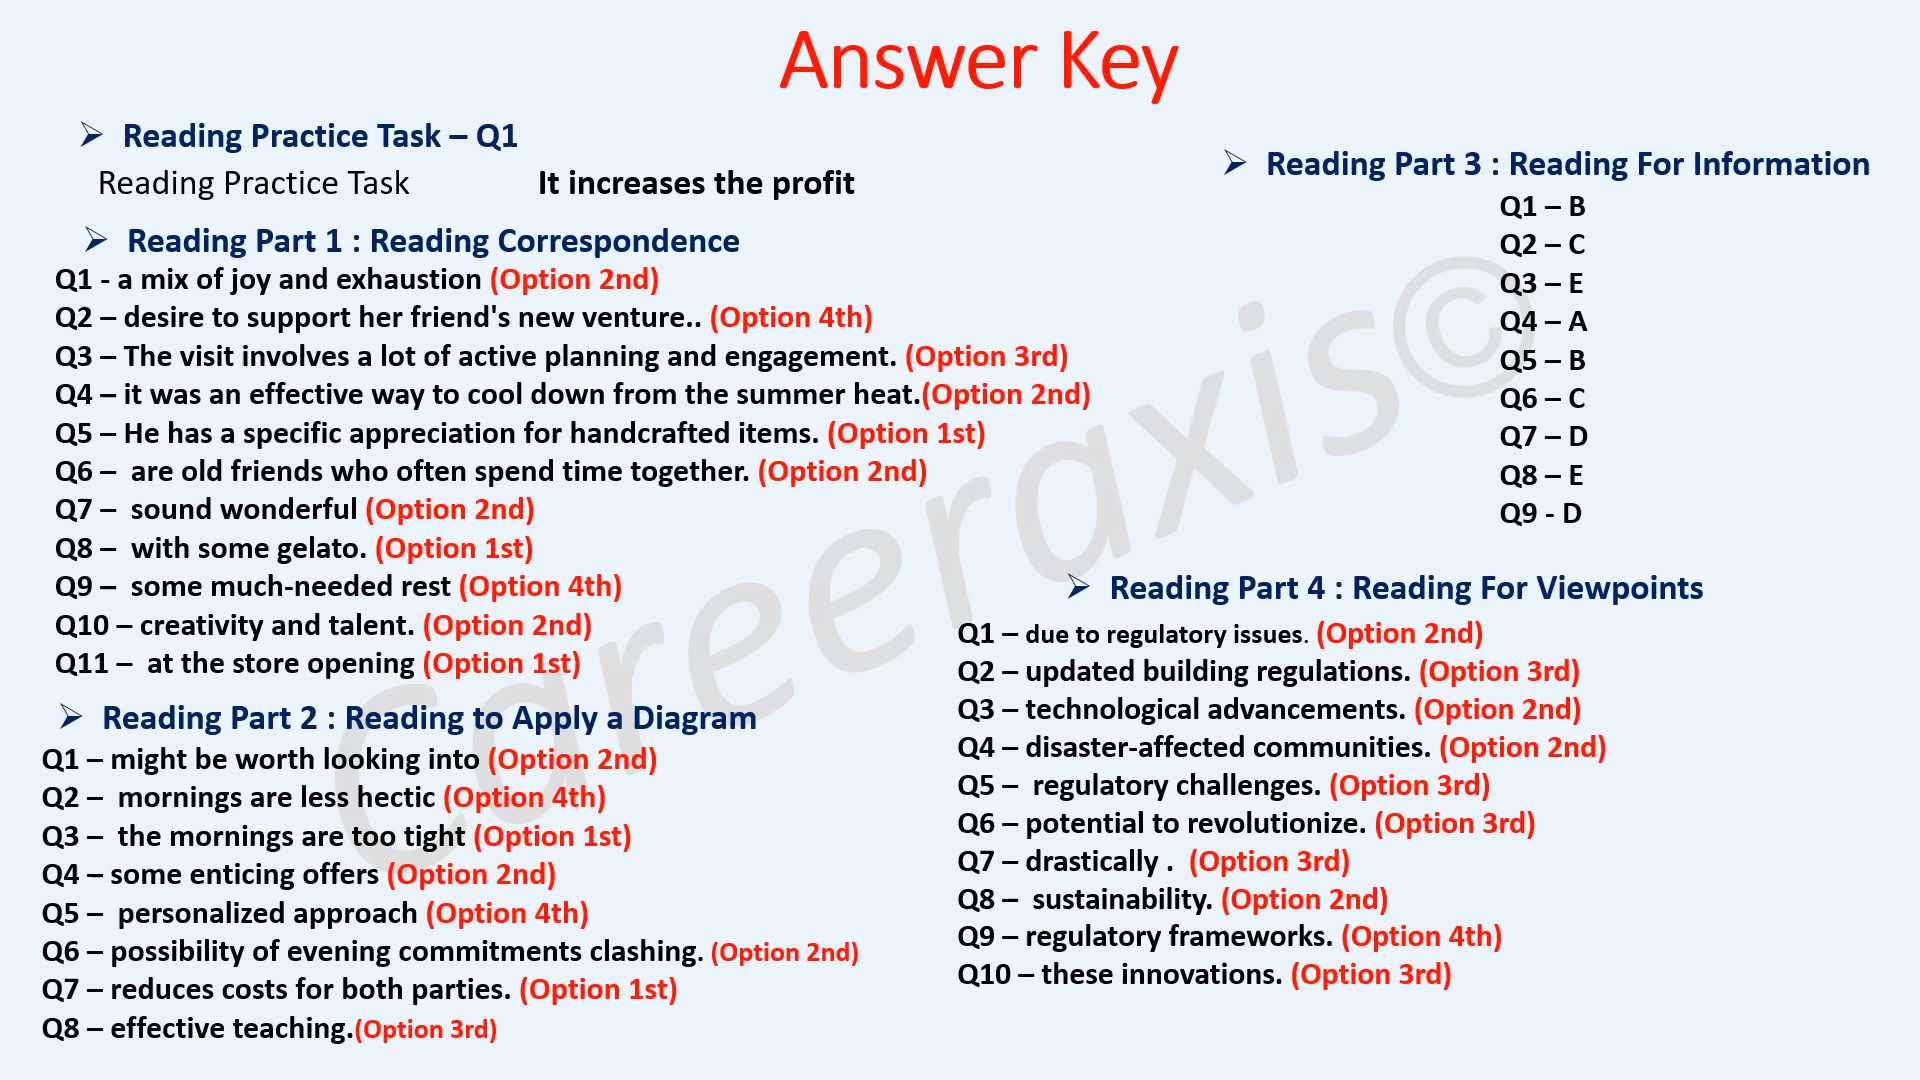 Answer Key
➢ Reading Practice Task – Q1
Reading Practice Task It increases the profit
➢ Reading Part 1 : Reading Correspondence
Q1 - a mix of joy and exhaustion (Option 2nd)
Q2 – desire to support her friend's new venture.. (Option 4th)
Q3 – The visit involves a lot of active planning and engagement. (Option 3rd)
Q4 – it was an effective way to cool down from the summer heat.(Option 2nd)
Q5 – He has a specific appreciation for handcrafted items. (Option 1st)
Q6 – are old friends who often spend time together. (Option 2nd)
Q7 – sound wonderful (Option 2nd)
Q8 – with some gelato. (Option 1st)
Q9 – some much-needed rest (Option 4th)
Q10 – creativity and talent. (Option 2nd)
Q11 – at the store opening (Option 1st)
➢ Reading Part 2 : Reading to Apply a Diagram
Q1 – might be worth looking into (Option 2nd)
Q2 – mornings are less hectic (Option 4th)
Q3 – the mornings are too tight (Option 1st)
Q4 – some enticing offers (Option 2nd)
Q5 – personalized approach (Option 4th)
Q6 – possibility of evening commitments clashing. (Option 2nd)
Q7 – reduces costs for both parties. (Option 1st)
Q8 – effective teaching.(Option 3rd)
➢ Reading Part 3 : Reading For Information
Q1 – B
Q2 – C
Q3 – E
Q4 – A
Q5 – B
Q6 – C
Q7 – D
Q8 – E
Q9 - D
➢ Reading Part 4 : Reading For Viewpoints
Q1 – due to regulatory issues. (Option 2nd)
Q2 – updated building regulations. (Option 3rd)
Q3 – technological advancements. (Option 2nd)
Q4 – disaster-affected communities. (Option 2nd)
Q5 – regulatory challenges. (Option 3rd)
Q6 – potential to revolutionize. (Option 3rd)
Q7 – drastically . (Option 3rd)
Q8 – sustainability. (Option 2nd)
Q9 – regulatory frameworks. (Option 4th)
Q10 – these innovations. (Option 3rd)
Careeraxis©